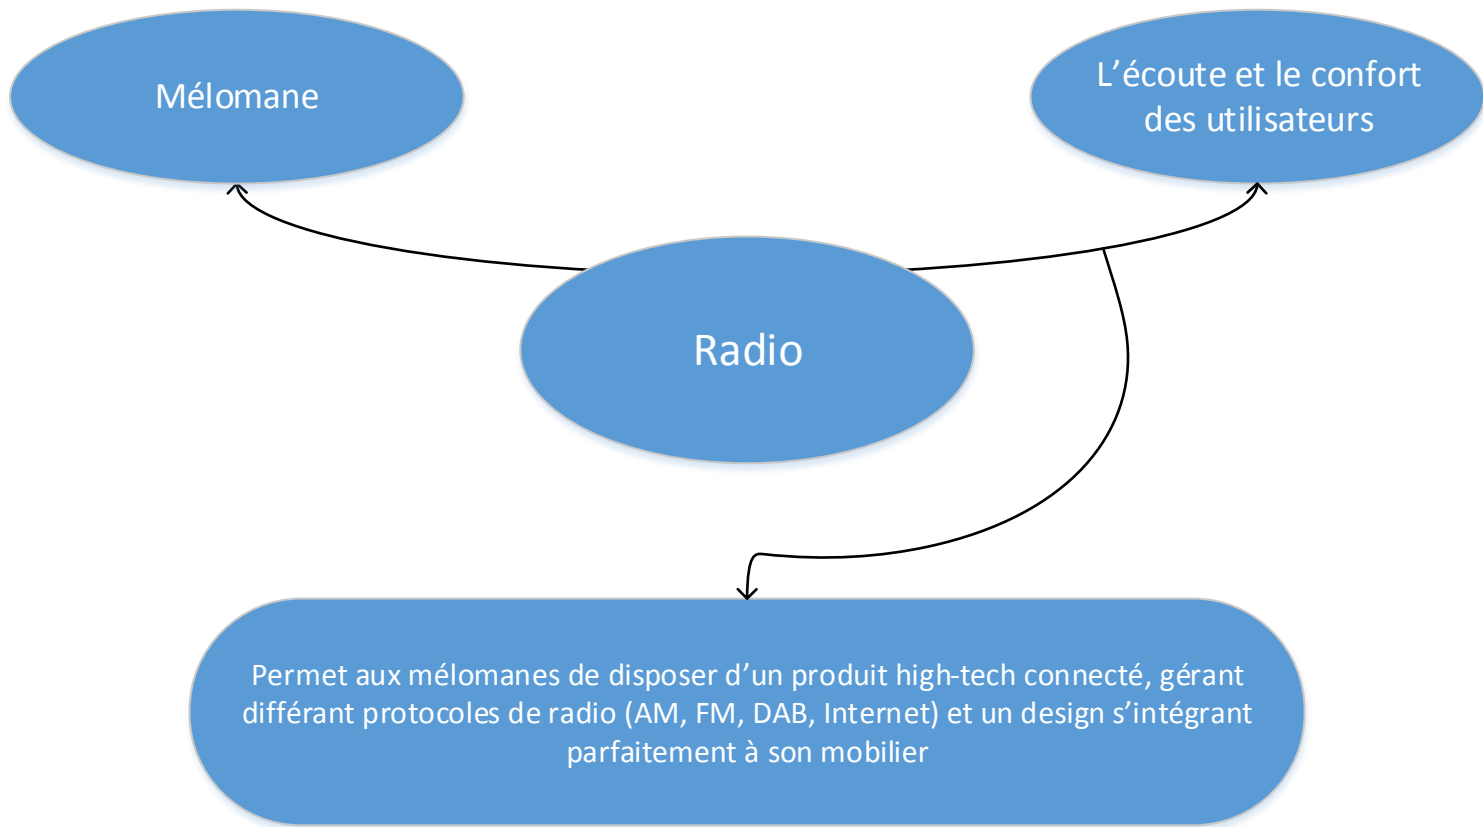 Mélomane
L’écoute et le confort
des utilisateurs
Radio
Permet aux mélomanes de disposer d’un produit high-tech connecté, gérant
différant protocoles de radio (AM, FM, DAB, Internet) et un design s’intégrant
parfaitement à son mobilier